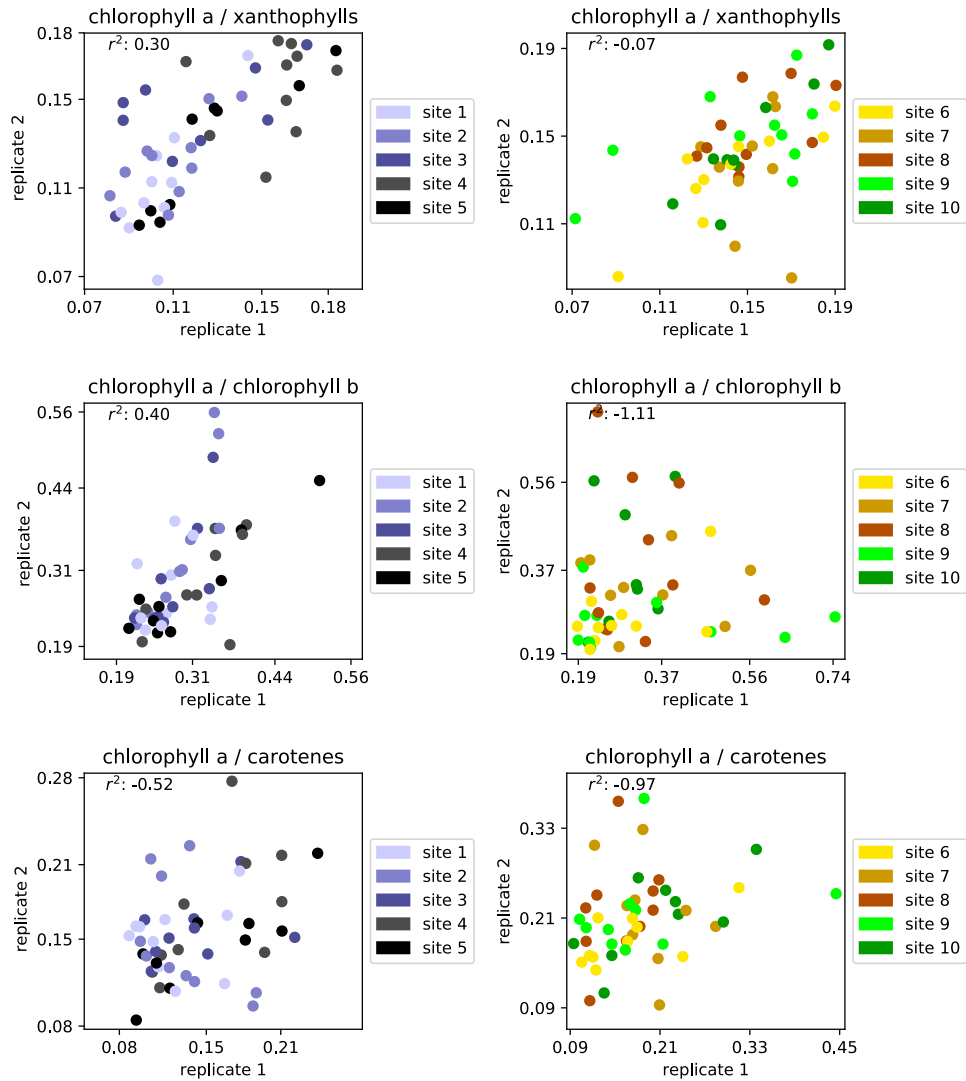 chlorophyll a / xanthophylls
r²: 0.30
0.18
0.15
0.11
0.07
replicate 2
0.07 0.11 0.15 0.18
replicate 1
site 1
site 2
site 3
site 4
site 5
chlorophyll a / xanthophylls
r²: -0.07
0.19
0.15
0.11
replicate 2
0.07 0.11 0.15 0.19
replicate 1
site 6
site 7
site 8
site 9
site 10
chlorophyll a / chlorophyll b
r²: 0.40
0.56
0.44
0.31
0.19
replicate 2
0.19 0.31 0.44 0.56
replicate 1
site 1
site 2
site 3
site 4
site 5
chlorophyll a / chlorophyll b
r²: -1.11
0.56
0.37
0.19
replicate 2
0.19 0.37 0.56 0.74
replicate 1
site 6
site 7
site 8
site 9
site 10
chlorophyll a / carotenes
r²: -0.52
0.28
0.21
0.15
0.08
replicate 2
0.08 0.15 0.21
replicate 1
site 1
site 2
site 3
site 4
site 5
chlorophyll a / carotenes
r²: -0.97
0.33
0.21
0.09
replicate 2
0.09 0.21 0.33 0.45
replicate 1
site 6
site 7
site 8
site 9
site 10